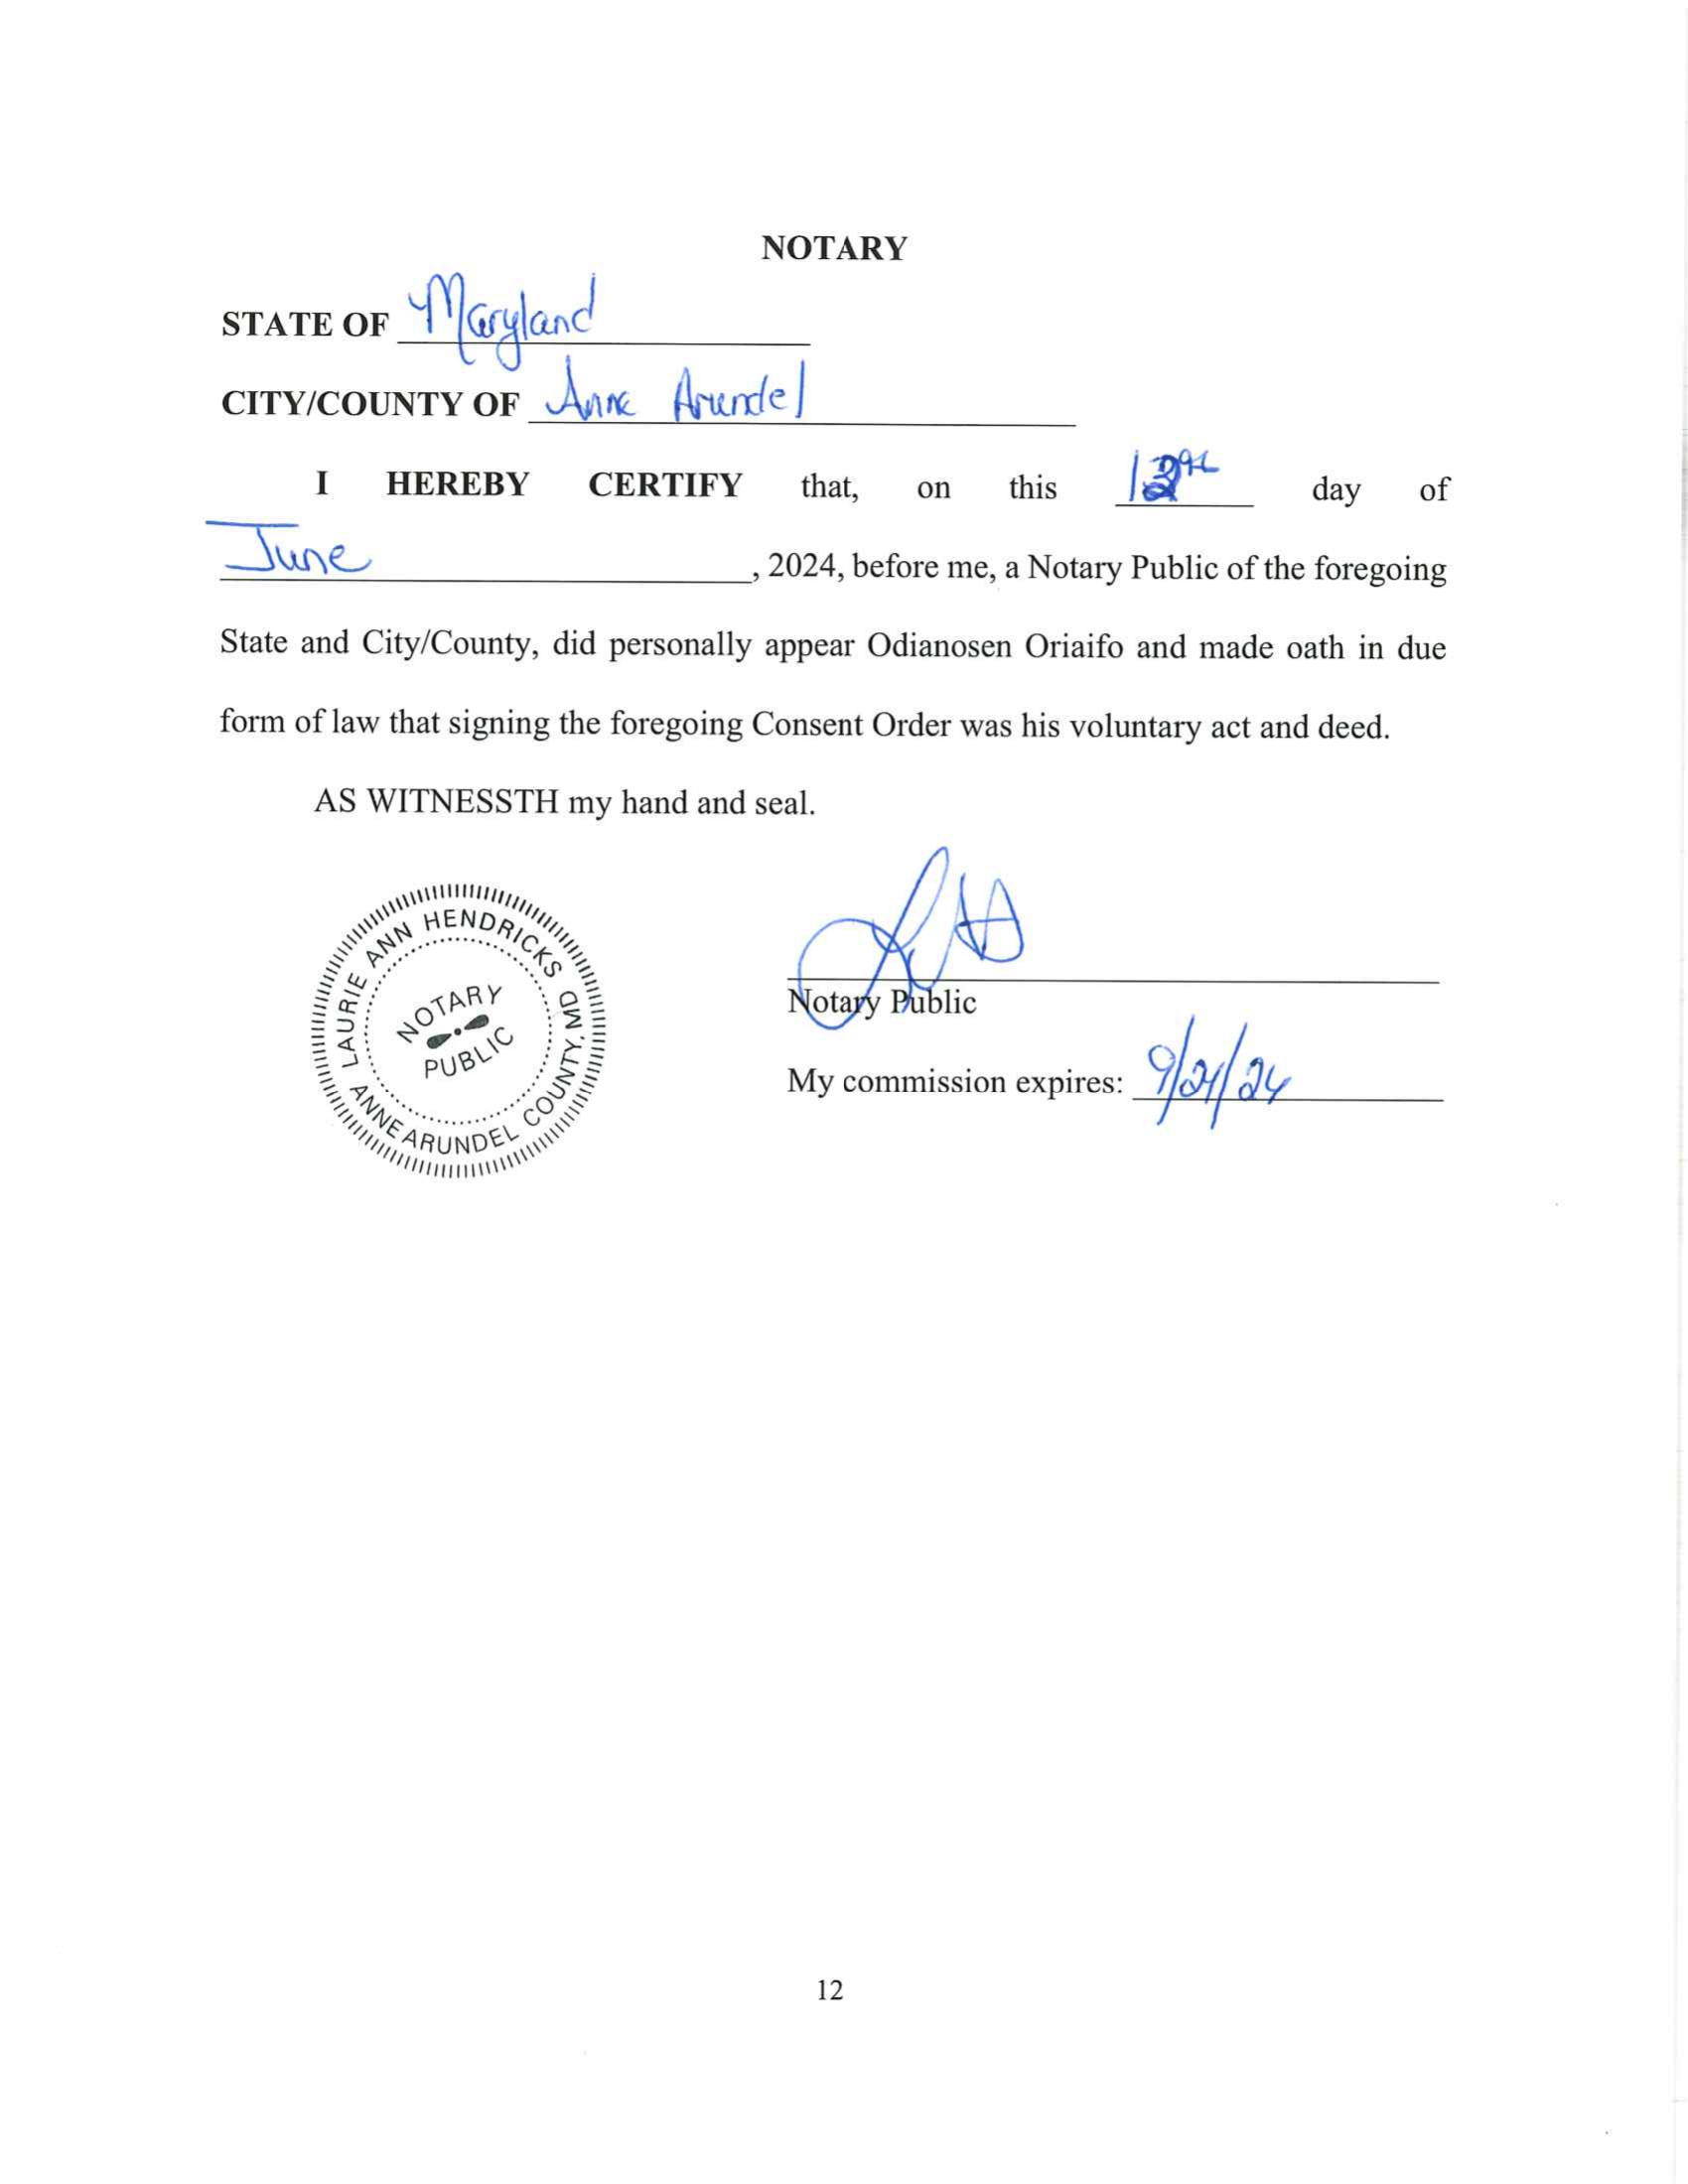 NOTARY
STATE OF Maryland
CITY/COUNTY OF Anne Arundel
I HEREBY CERTIFY that, on this day of
June, 2024, before me, a Notary Public of the foregoing
State and City/County, did personally appear Odianosen Oriaifo and made oath in due
form of law that signing the foregoing Consent Order was his voluntary act and deed.
AS WITNESSTH my hand and seal.
LAURIE ANN HENDRICKS
NOTARY
PUBLIC
ANNE ARUNDEL COUNTY, MD
Notary Public
My commission expires: 9/21/24
12